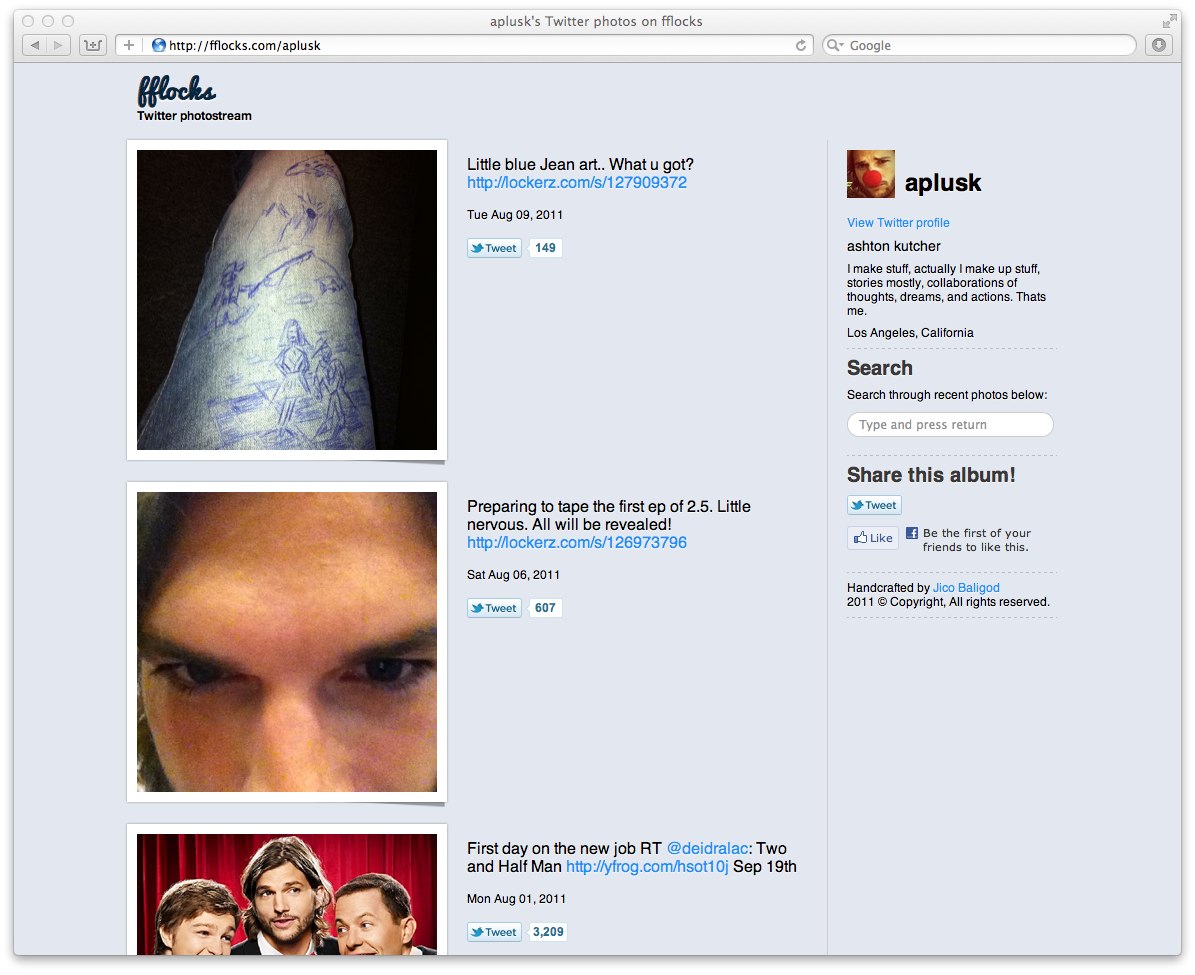 aplusk's Twitter photos on fflocks
http://fflocks.com/aplusk
Google
fflocks
Twitter photostream
Little blue Jean art.. What u got?
http://lockerz.com/s/127909372
Tue Aug 09, 2011
Tweet 149
Preparing to tape the first ep of 2.5. Little
nervous. All will be revealed!
http://lockerz.com/s/126973796
Sat Aug 06, 2011
Tweet 607
First day on the new job RT @deidralac: Two
and Half Man http://yfrog.com/hsot10j Sep 19th
Mon Aug 01, 2011
Tweet 3,209
aplusk
View Twitter profile
ashton kutcher
I make stuff, actually I make up stuff,
stories mostly, collaborations of
thoughts, dreams, and actions. Thats
me.
Los Angeles, California
Search
Search through recent photos below:
Type and press return
Share this album!
Tweet
Like Be the first of your
friends to like this.
Handcrafted by Jico Baligod
2011 © Copyright, All rights reserved.